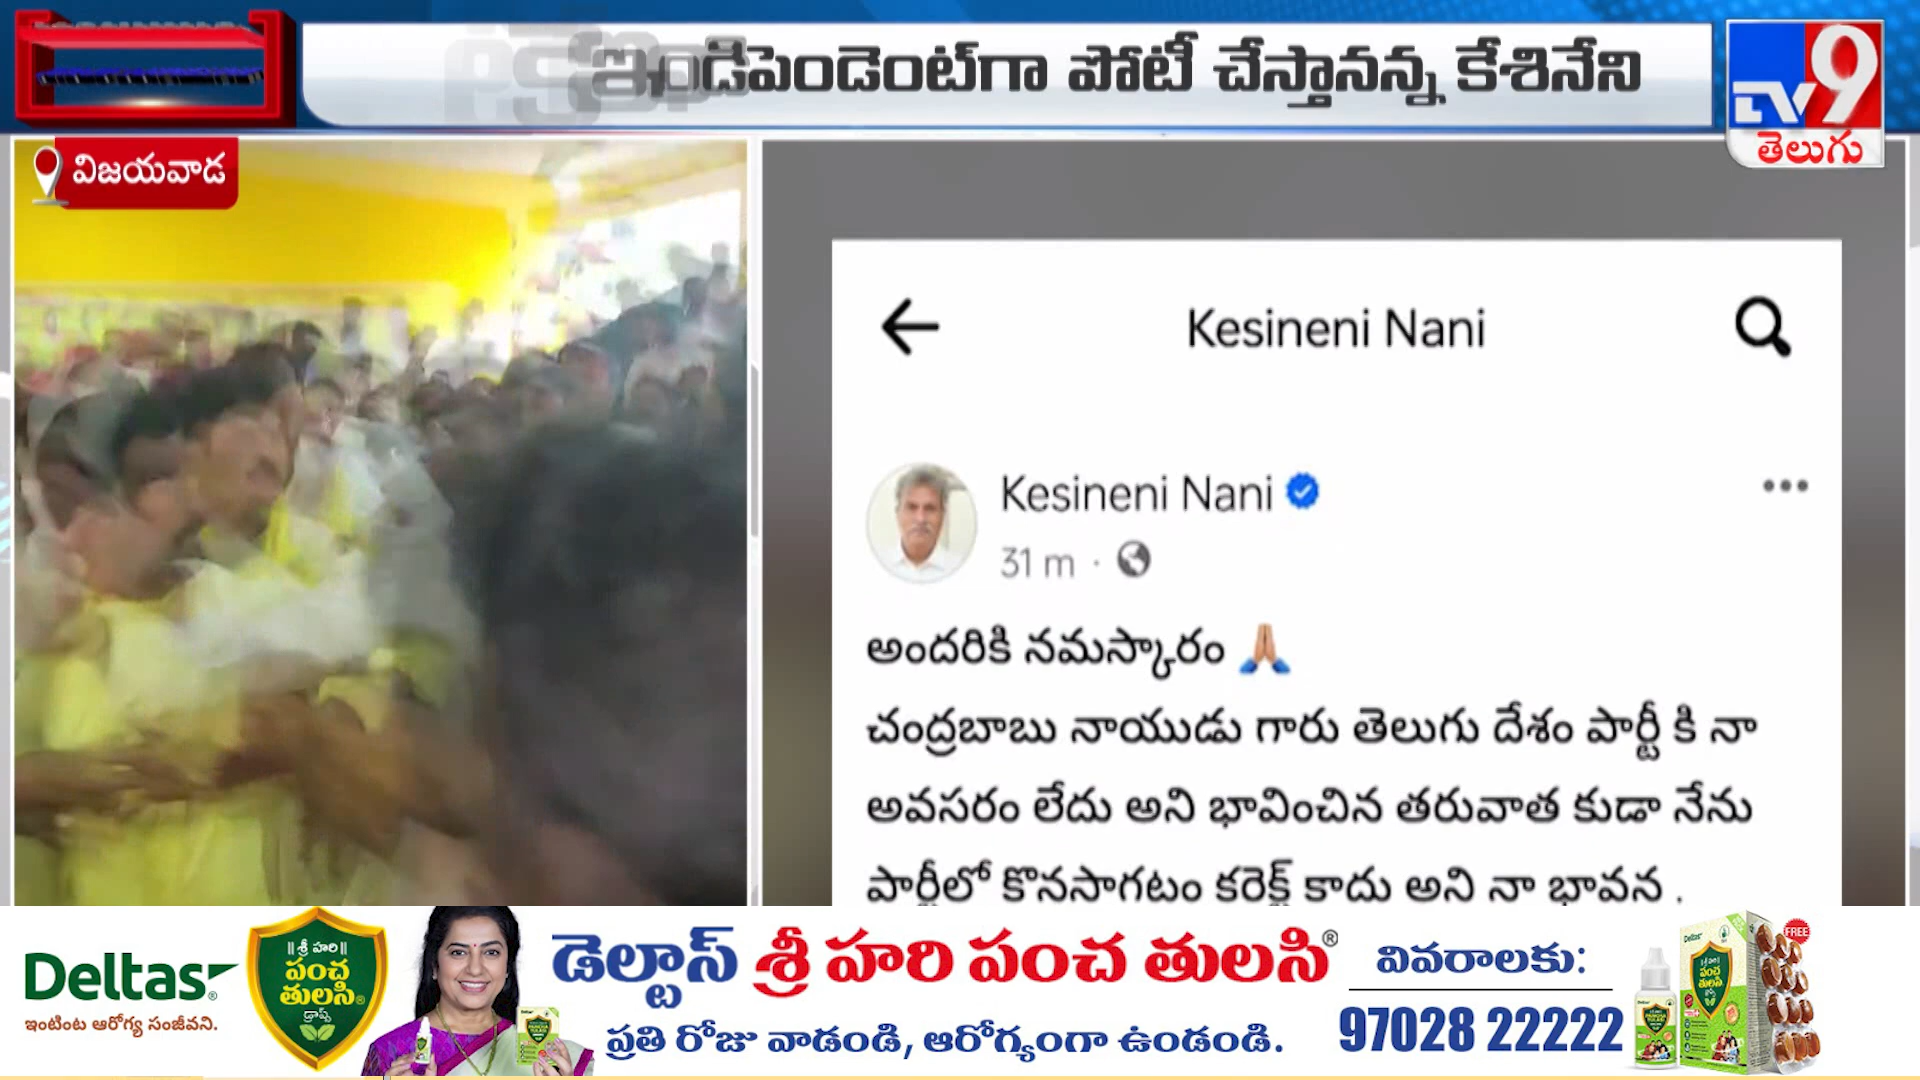 ఇండిపెండెంట్‌గా పోటీ చేస్తానన్న కేశినేని
TV9
తెలుగు
విజయవాడ
Kesineni Nani
Kesineni Nani
31 m ·
అందరికి నమస్కారం 🙏
చంద్రబాబు నాయుడు గారు తెలుగు దేశం పార్టీ కి నా
అవసరం లేదు అని భావించిన తరువాత కుడా నేను
పార్టీలో కొనసాగటం కరెక్ట్ కాదు అని నా భావన .
Deltas®
ఇంటింట ఆరోగ్య సంజీవని.
॥ శ్రీ హరి ॥
పంచ
తులసి®
డ్రాప్స్
డెల్టాస్ శ్రీ హరి పంచ తులసి®
ప్రతి రోజు వాడండి, ఆరోగ్యంగా ఉండండి.
వివరాలకు:
97028 22222
FREE